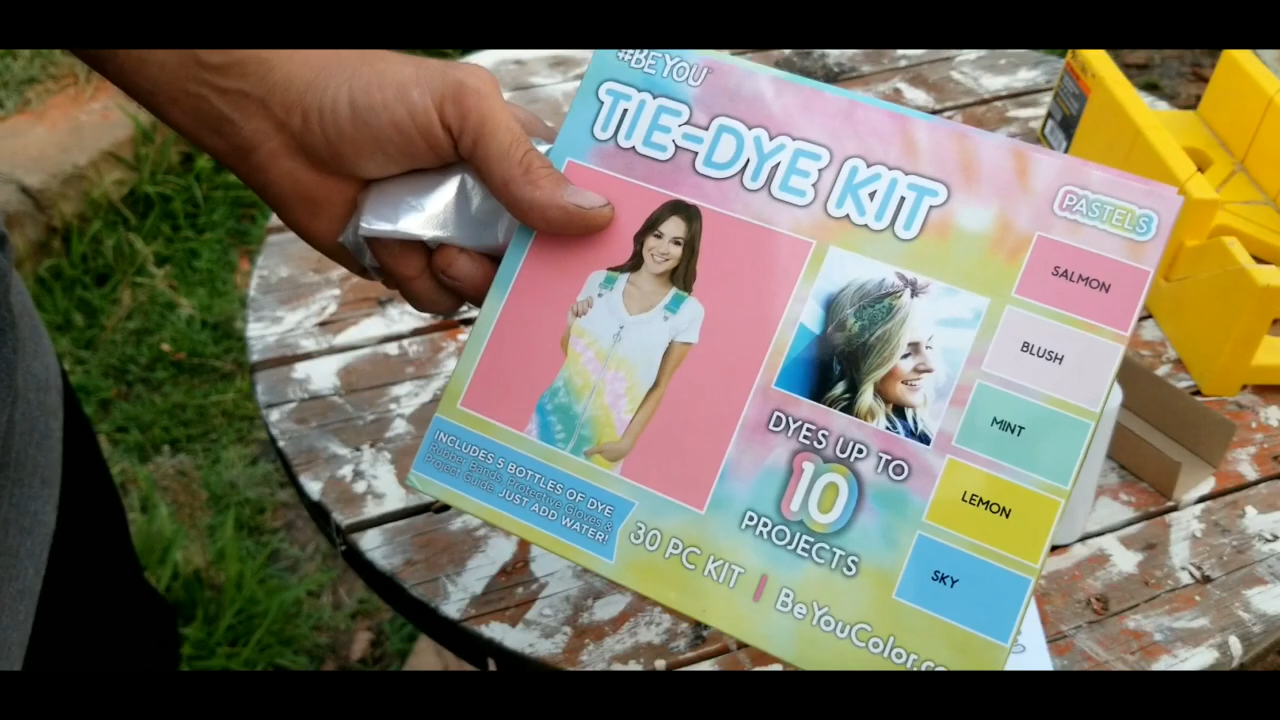 #BEYOU
TIE-DYE KIT
PASTELS
SALMON
BLUSH
MINT
LEMON
SKY
DYES UP TO
10
PROJECTS
INCLUDES 5 BOTTLES OF DYE
Rubber Bands, Protective Gloves &
Project Guide. JUST ADD WATER!
30 PC KIT | BeYouColor.co